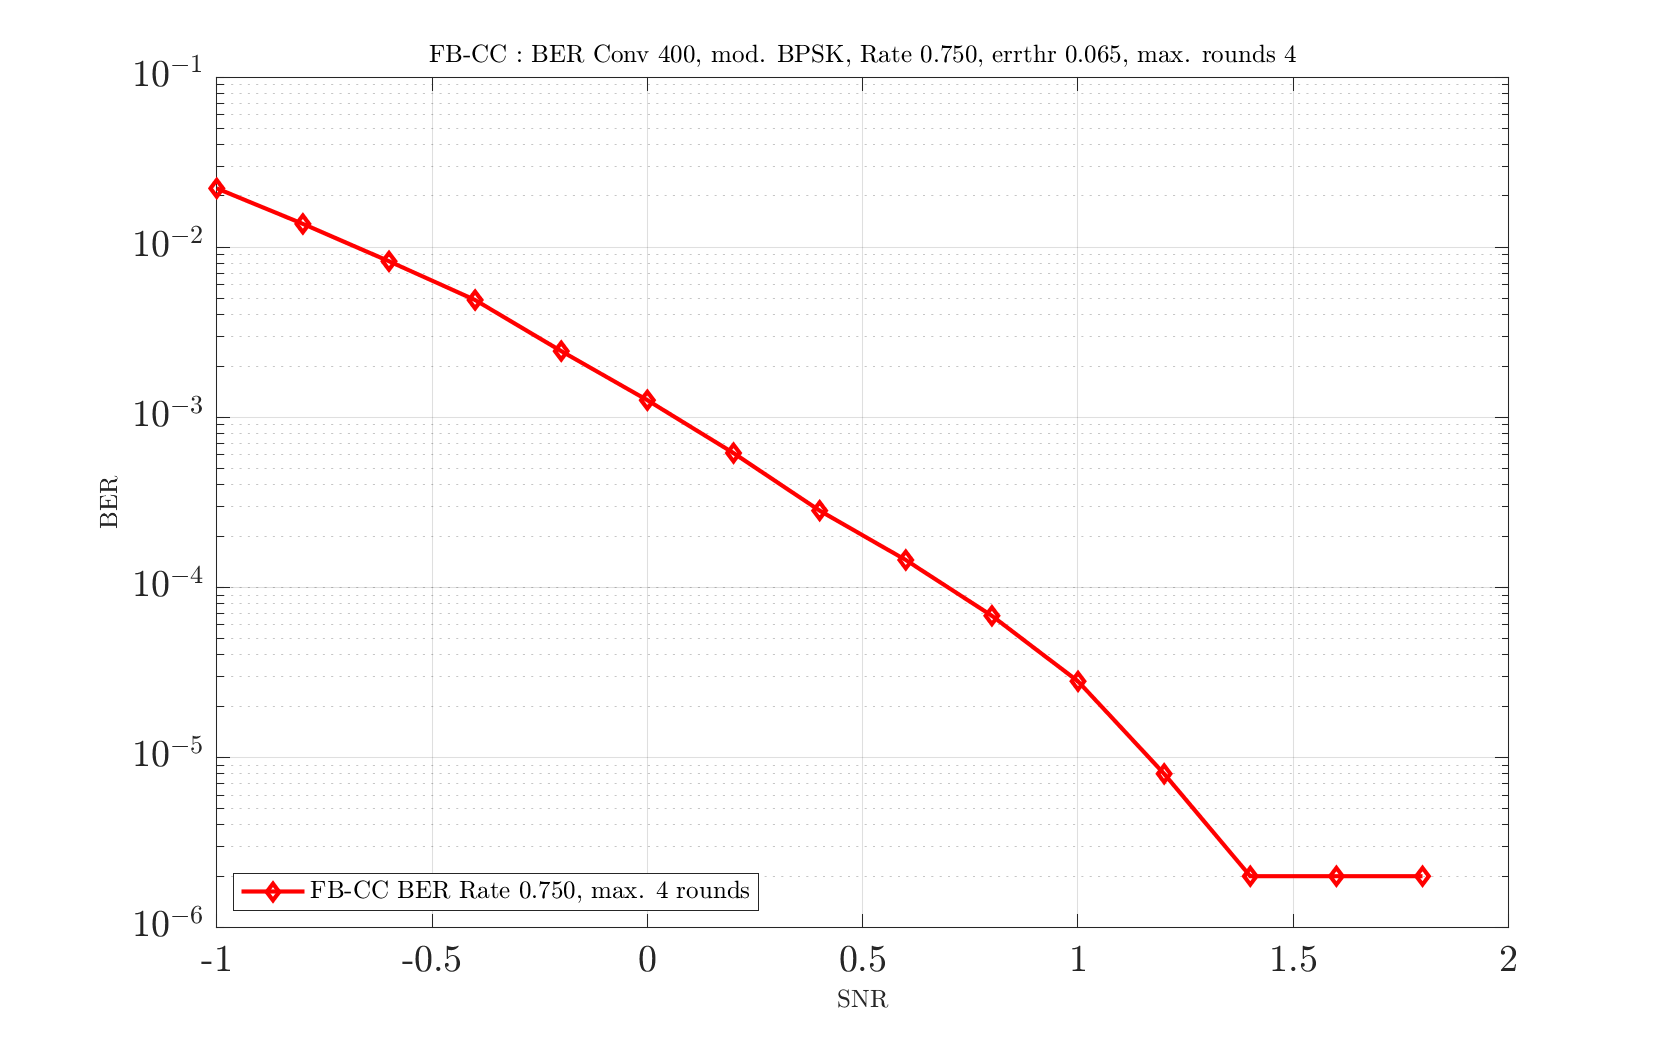 FB-CC : BER Conv 400, mod. BPSK, Rate 0.750, errthr 0.065, max. rounds 4
10^{-1}
10^{-2}
10^{-3}
10^{-4}
10^{-5}
10^{-6}
BER
FB-CC BER Rate 0.750, max. 4 rounds
-1 -0.5 0 0.5 1 1.5 2
SNR